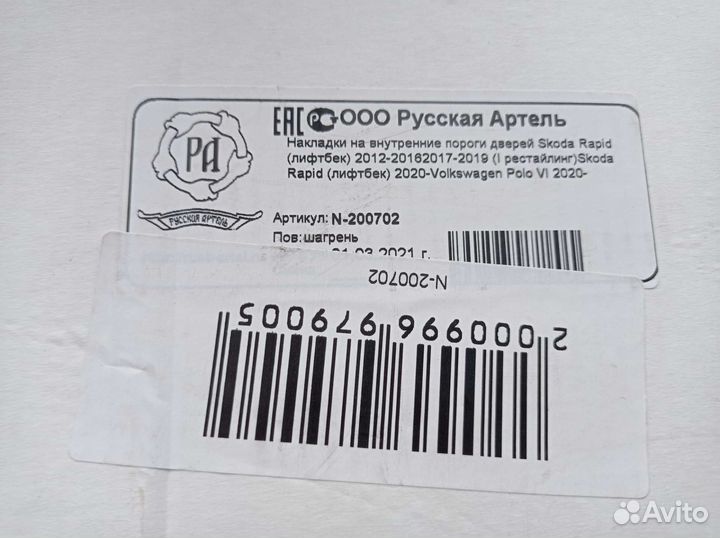 РА
РУССКАЯ АРТЕЛЬ
ЕАС РСТ ООО Русская Артель
Накладки на внутренние пороги дверей Skoda Rapid
(лифтбек) 2012-20162017-2019 (I рестайлинг)Skoda
Rapid (лифтбек) 2020-Volkswagen Polo VI 2020-
Артикул: N-200702
Пов:шагрень
01.03.2021 г.
N-200702
2 000996 979005
Avito